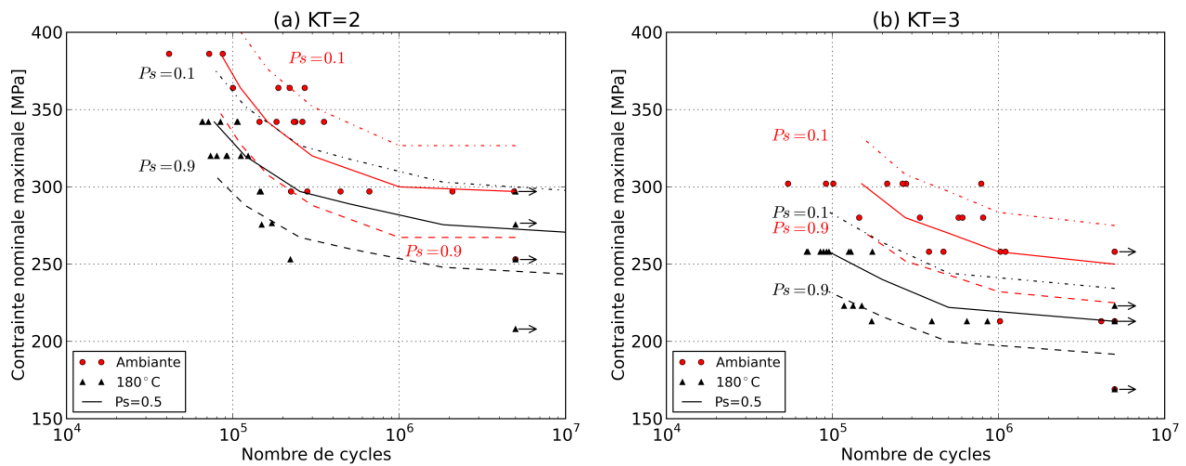 (a) KT=2
Contrainte nominale maximale [MPa]
400
350
300
250
200
150
Ps=0.1
Ps=0.1
Ps=0.9
Ps=0.9
Ambiante
180°C
Ps=0.5
10^4
10^5
10^6
10^7
Nombre de cycles
(b) KT=3
Contrainte nominale maximale [MPa]
400
350
300
250
200
150
Ps=0.1
Ps=0.1
Ps=0.9
Ps=0.9
Ambiante
180°C
Ps=0.5
10^4
10^5
10^6
10^7
Nombre de cycles